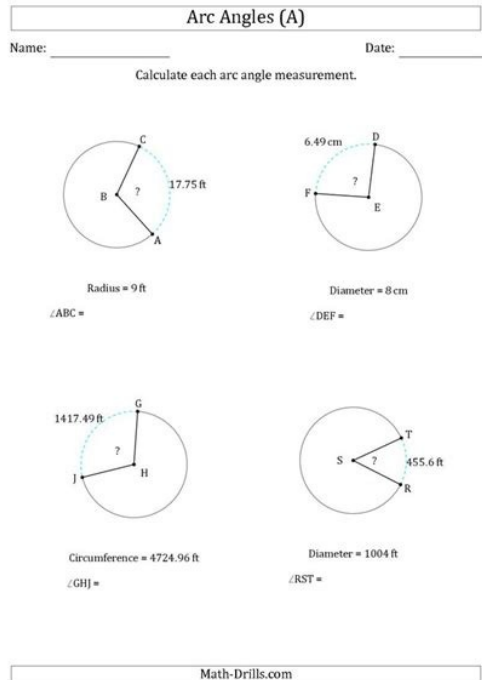 Arc Angles (A)
Name: Date:
Calculate each arc angle measurement.
C
17.75 ft
B ?
A
Radius = 9 ft
∠ABC =
6.49 cm D
?
F
E
Diameter = 8 cm
∠DEF =
G
1417.49 ft
?
J H
Circumference = 4724.96 ft
∠GHJ =
T
S ? 455.6 ft
R
Diameter = 1004 ft
∠RST =
Math-Drills.com